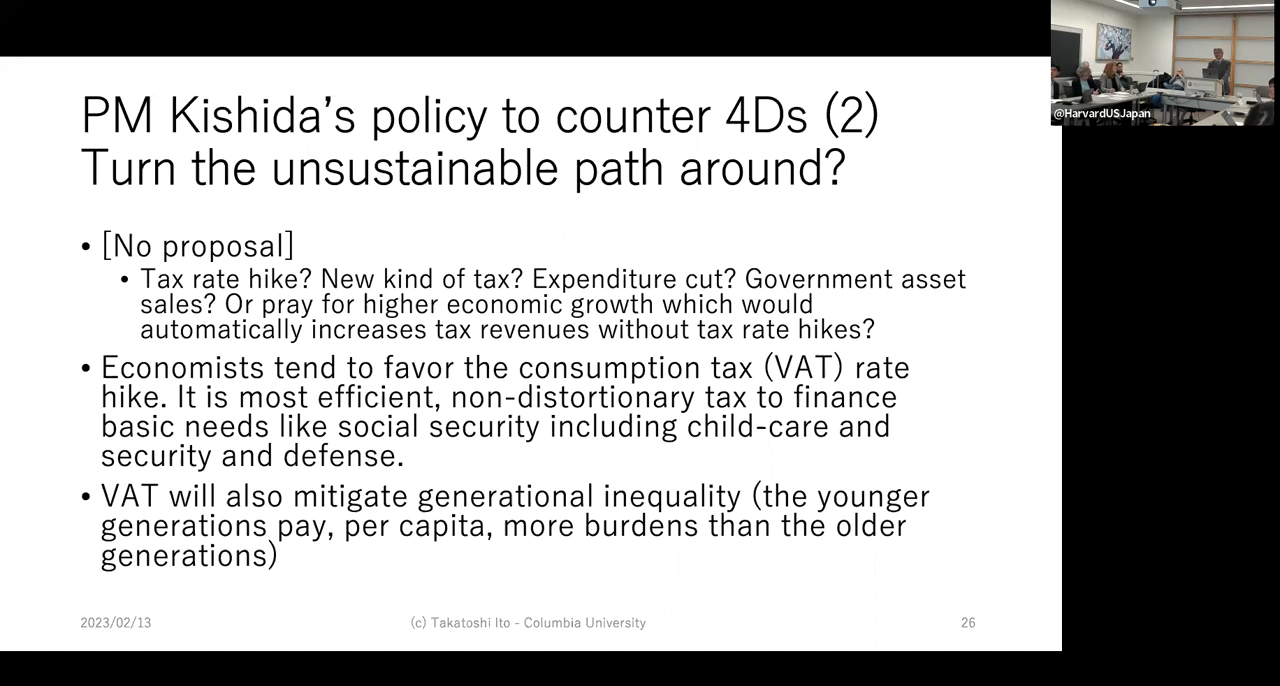 @HarvardUSJapan
PM Kishida's policy to counter 4Ds (2)
Turn the unsustainable path around?
• [No proposal]
• Tax rate hike? New kind of tax? Expenditure cut? Government asset
sales? Or pray for higher economic growth which would
automatically increases tax revenues without tax rate hikes?
• Economists tend to favor the consumption tax (VAT) rate
hike. It is most efficient, non-distortionary tax to finance
basic needs like social security including child-care and
security and defense.
• VAT will also mitigate generational inequality (the younger
generations pay, per capita, more burdens than the older
generations)
2023/02/13
(c) Takatoshi Ito - Columbia University
26